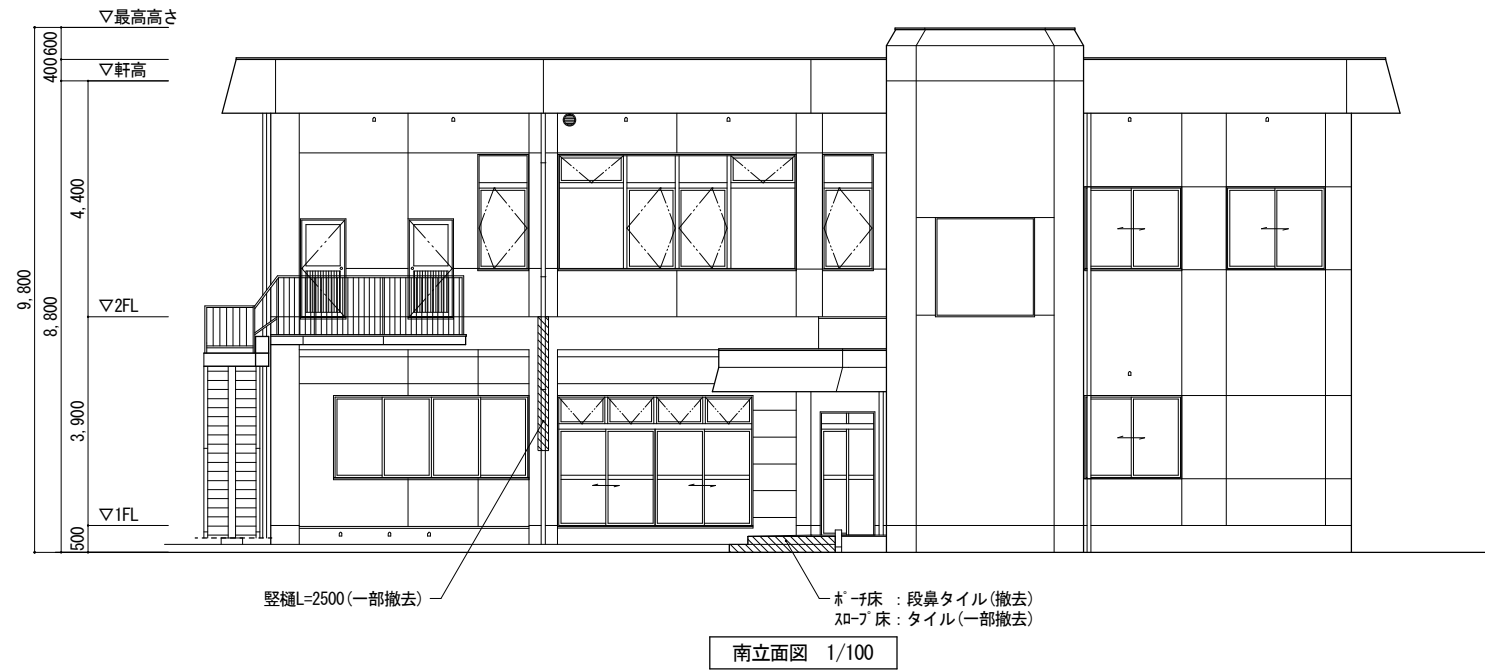 ▽最高高さ
600
400
▽軒高
4,400
9,800
8,800
▽2FL
3,900
▽1FL
500
竪樋L=2500(一部撤去)
ポーチ床 : 段鼻タイル(撤去)
スロープ床 : タイル(一部撤去)
南立面図 1/100